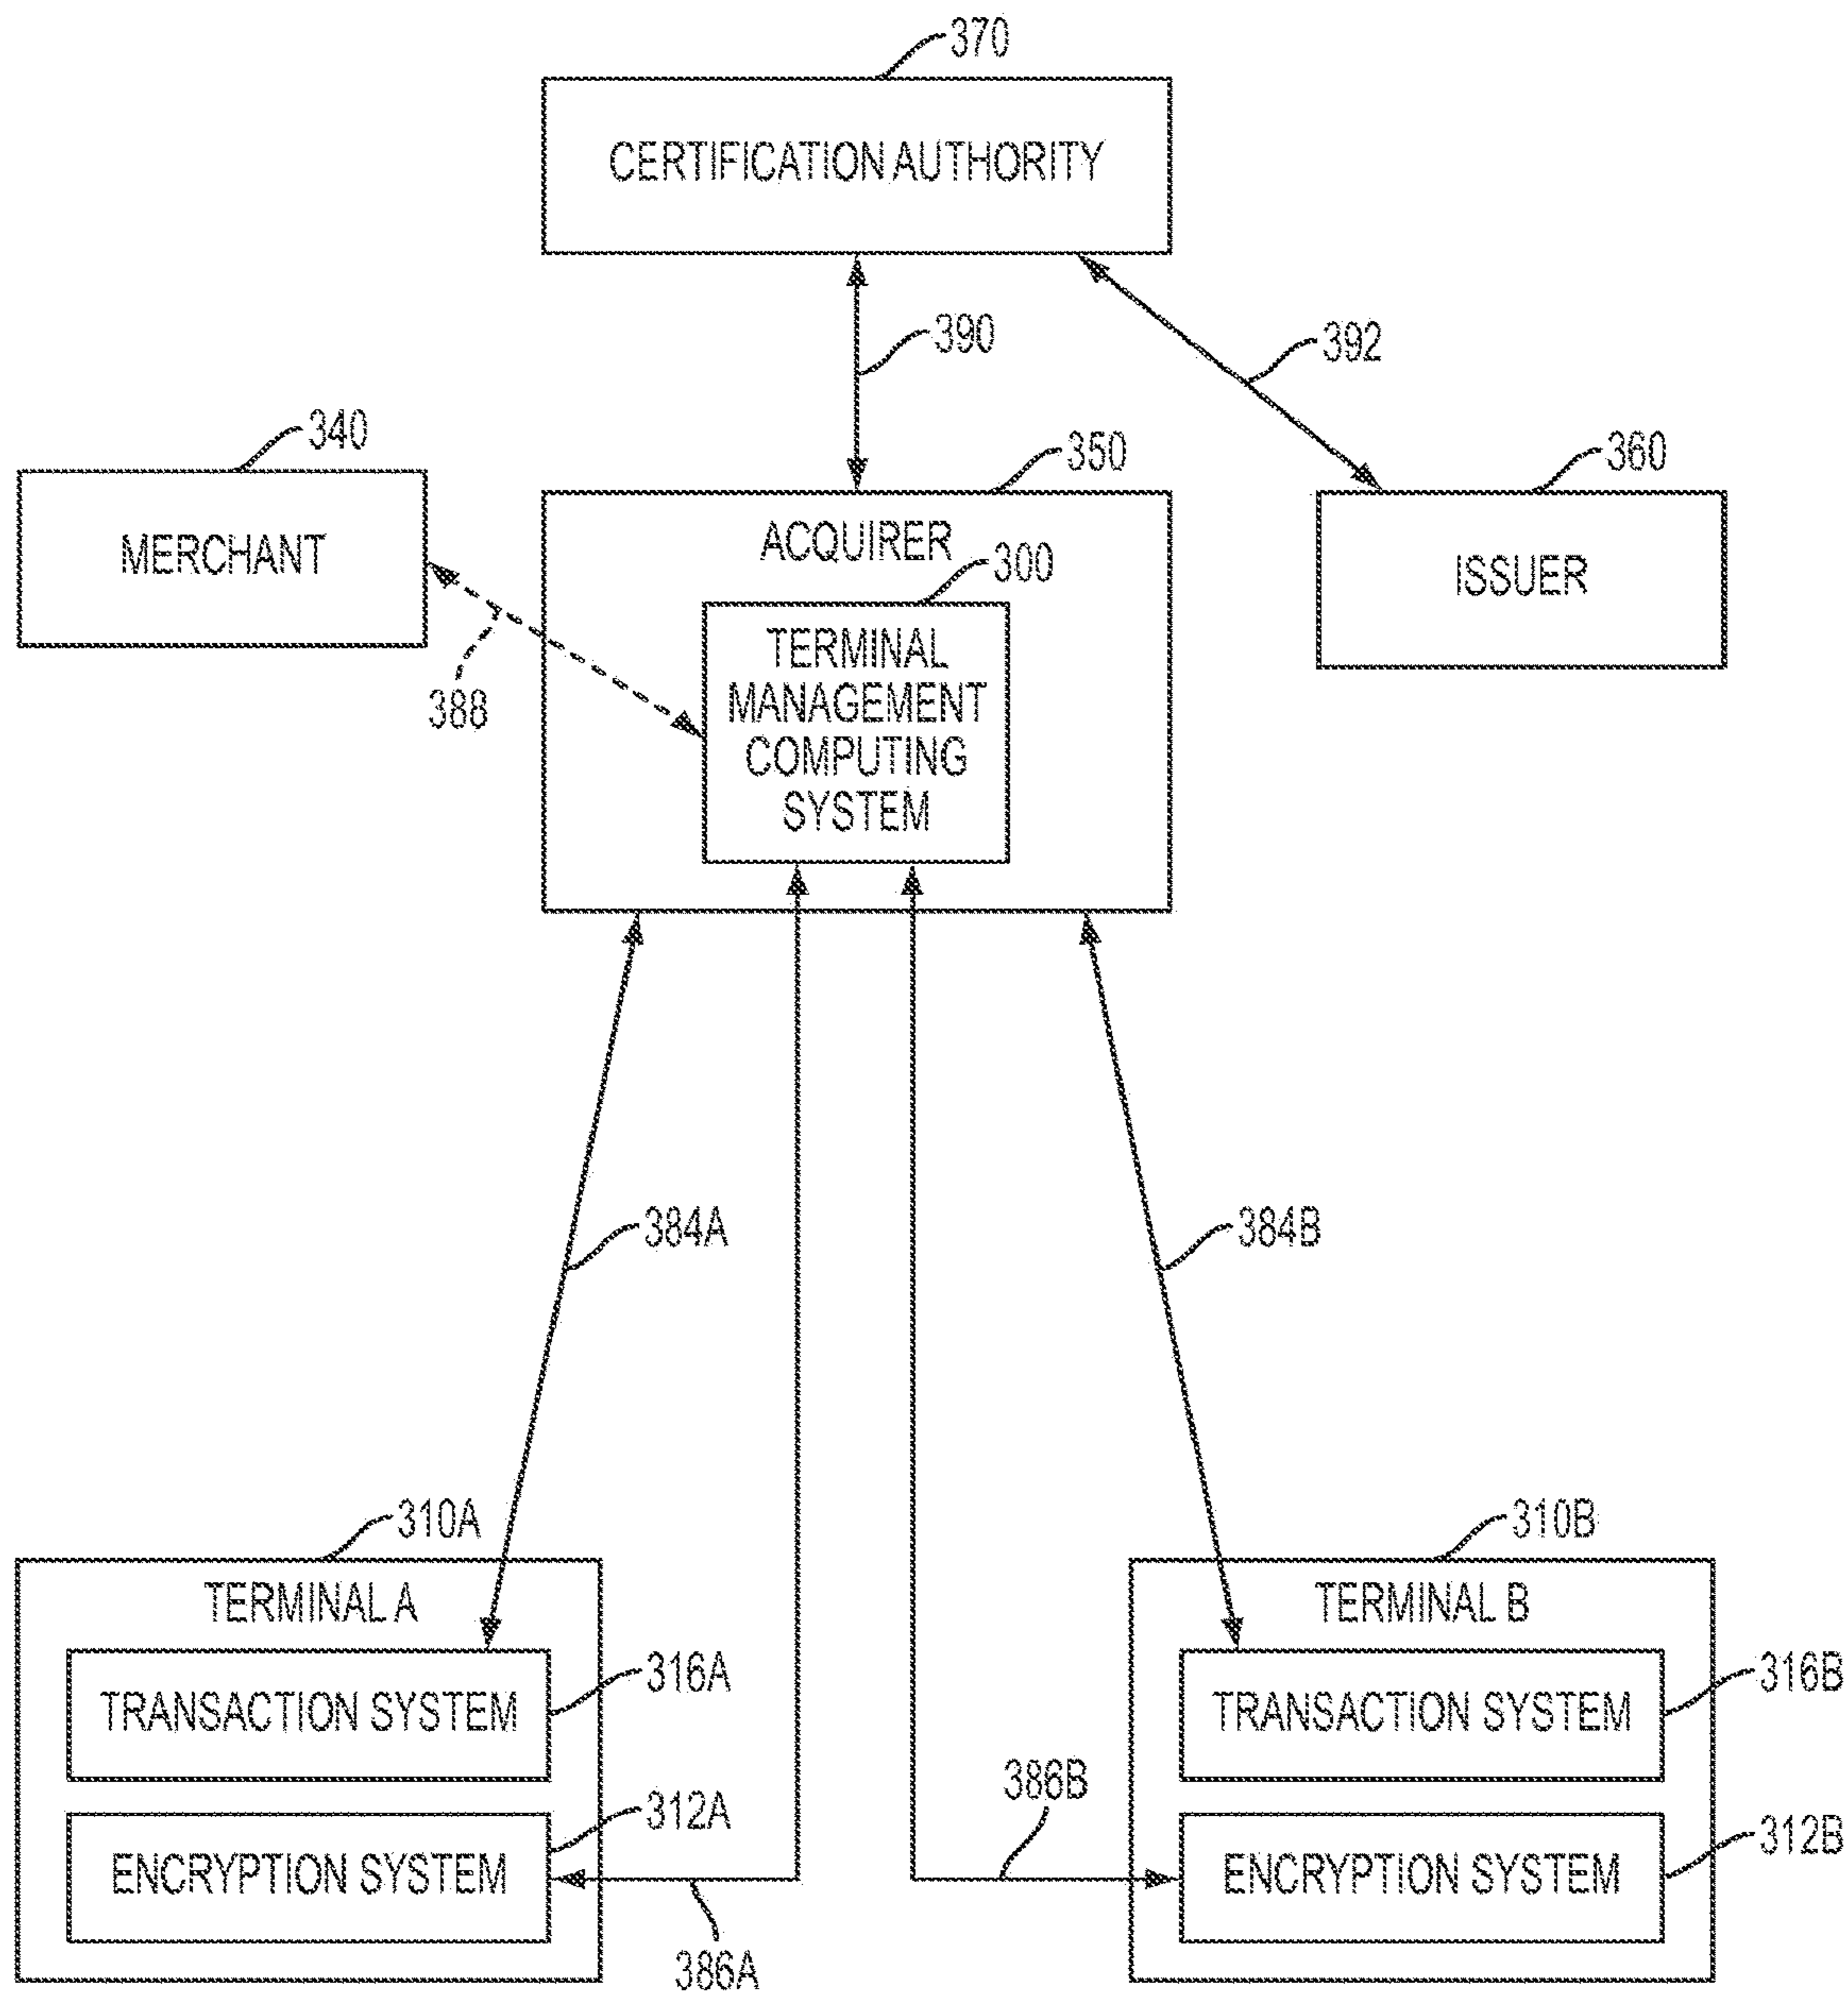 370
CERTIFICATION AUTHORITY
390
392
340
350
360
MERCHANT
ACQUIRER
300
ISSUER
TERMINAL
MANAGEMENT
COMPUTING
SYSTEM
388
384A
384B
310A
310B
TERMINAL A
TERMINAL B
316A
316B
TRANSACTION SYSTEM
TRANSACTION SYSTEM
386B
312A
312B
ENCRYPTION SYSTEM
ENCRYPTION SYSTEM
386A